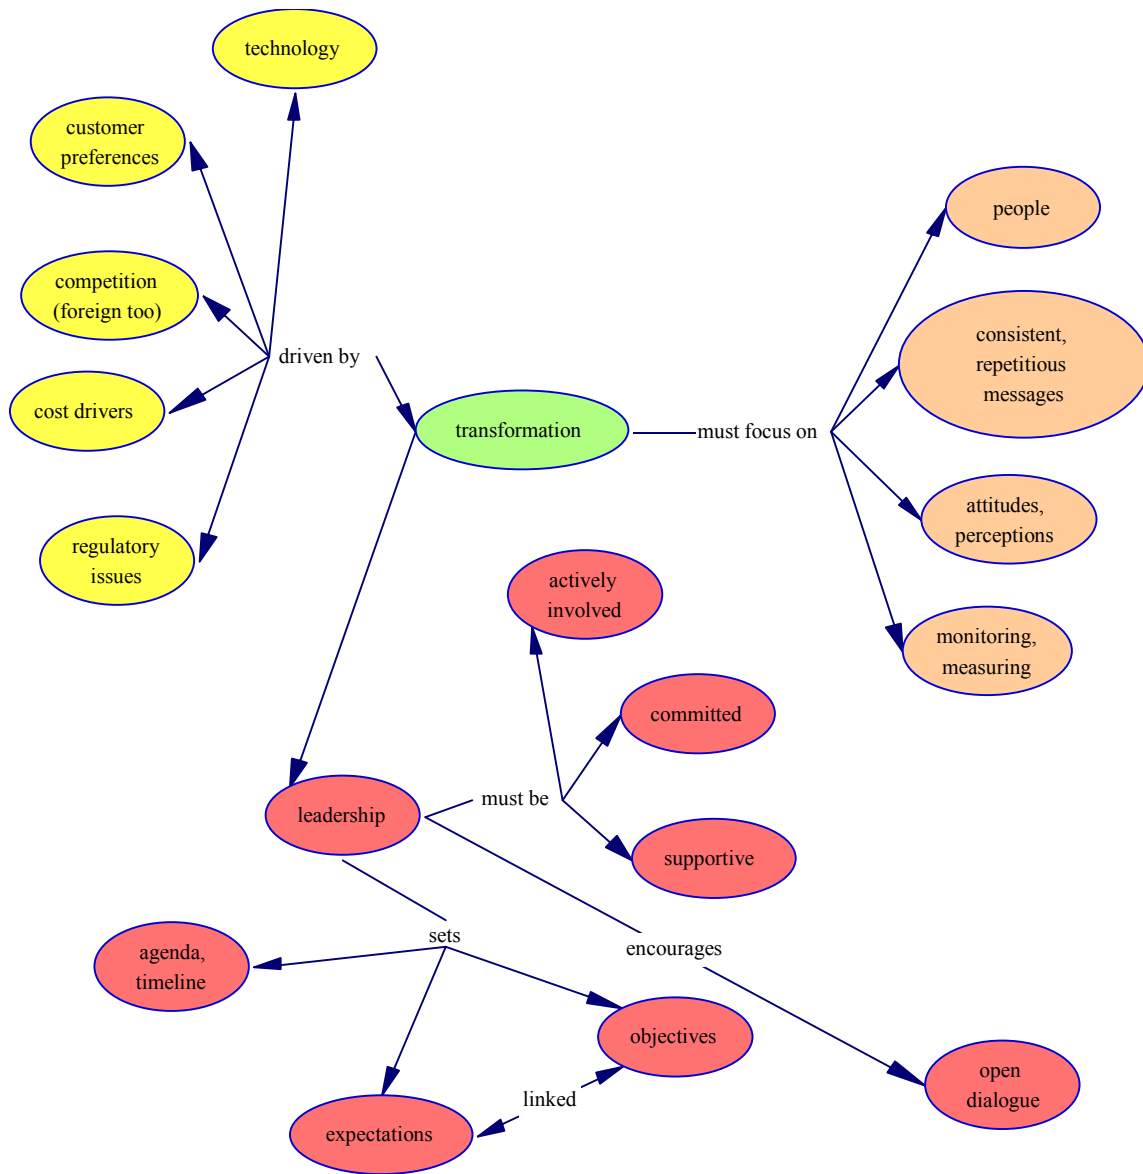 technology
customer
preferences
competition
(foreign too)
driven by
cost drivers
regulatory
issues
transformation
must focus on
people
consistent,
repetitious
messages
attitudes,
perceptions
monitoring,
measuring
actively
involved
committed
leadership
must be
supportive
sets
encourages
agenda,
timeline
objectives
linked
expectations
open
dialogue